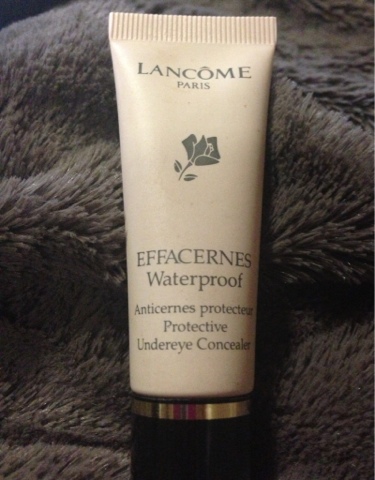 LANCÔME
PARIS
EFFACERNES
Waterproof
Anticernes protecteur
Protective
Undereye Concealer